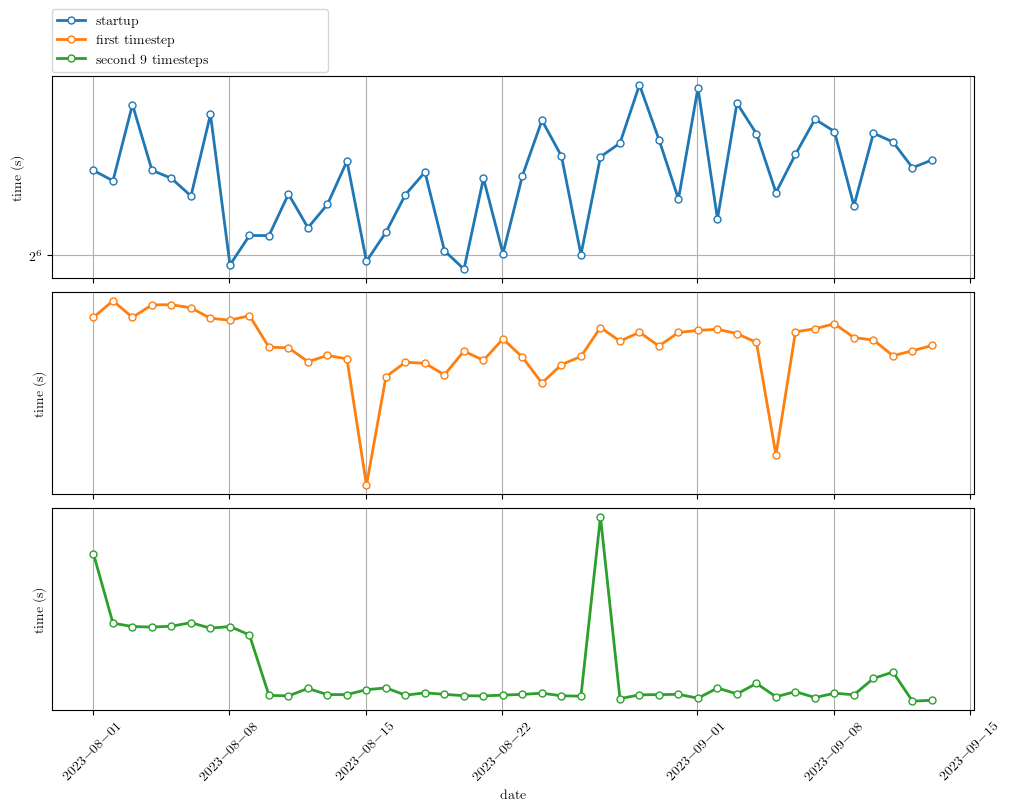 startup
first timestep
second 9 timesteps
time (s)
2^6
time (s)
time (s)
2023−08−01
2023−08−08
2023−08−15
2023−08−22
2023−09−01
2023−09−08
2023−09−15
date